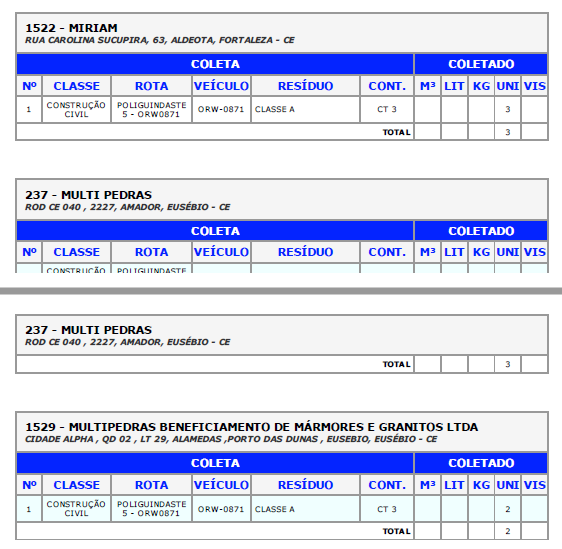 1522 - MIRIAM
RUA CAROLINA SUCUPIRA, 63, ALDEOTA, FORTALEZA - CE
COLETA COLETADO
Nº CLASSE ROTA VEÍCULO RESÍDUO CONT. M³ LIT KG UNI VIS
1 CONSTRUÇÃO CIVIL POLIGUINDASTE 5 - ORW0871 ORW-0871 CLASSE A CT 3 3
TOTAL 3
237 - MULTI PEDRAS
ROD CE 040 , 2227, AMADOR, EUSÉBIO - CE
COLETA COLETADO
Nº CLASSE ROTA VEÍCULO RESÍDUO CONT. M³ LIT KG UNI VIS
CONSTRUÇÃO POLIGUINDASTE
237 - MULTI PEDRAS
ROD CE 040 , 2227, AMADOR, EUSÉBIO - CE
TOTAL 3
1529 - MULTIPEDRAS BENEFICIAMENTO DE MÁRMORES E GRANITOS LTDA
CIDADE ALPHA , QD 02 , LT 29, ALAMEDAS ,PORTO DAS DUNAS , EUSEBIO, EUSÉBIO - CE
COLETA COLETADO
Nº CLASSE ROTA VEÍCULO RESÍDUO CONT. M³ LIT KG UNI VIS
1 CONSTRUÇÃO CIVIL POLIGUINDASTE 5 - ORW0871 ORW-0871 CLASSE A CT 3 2
TOTAL 2